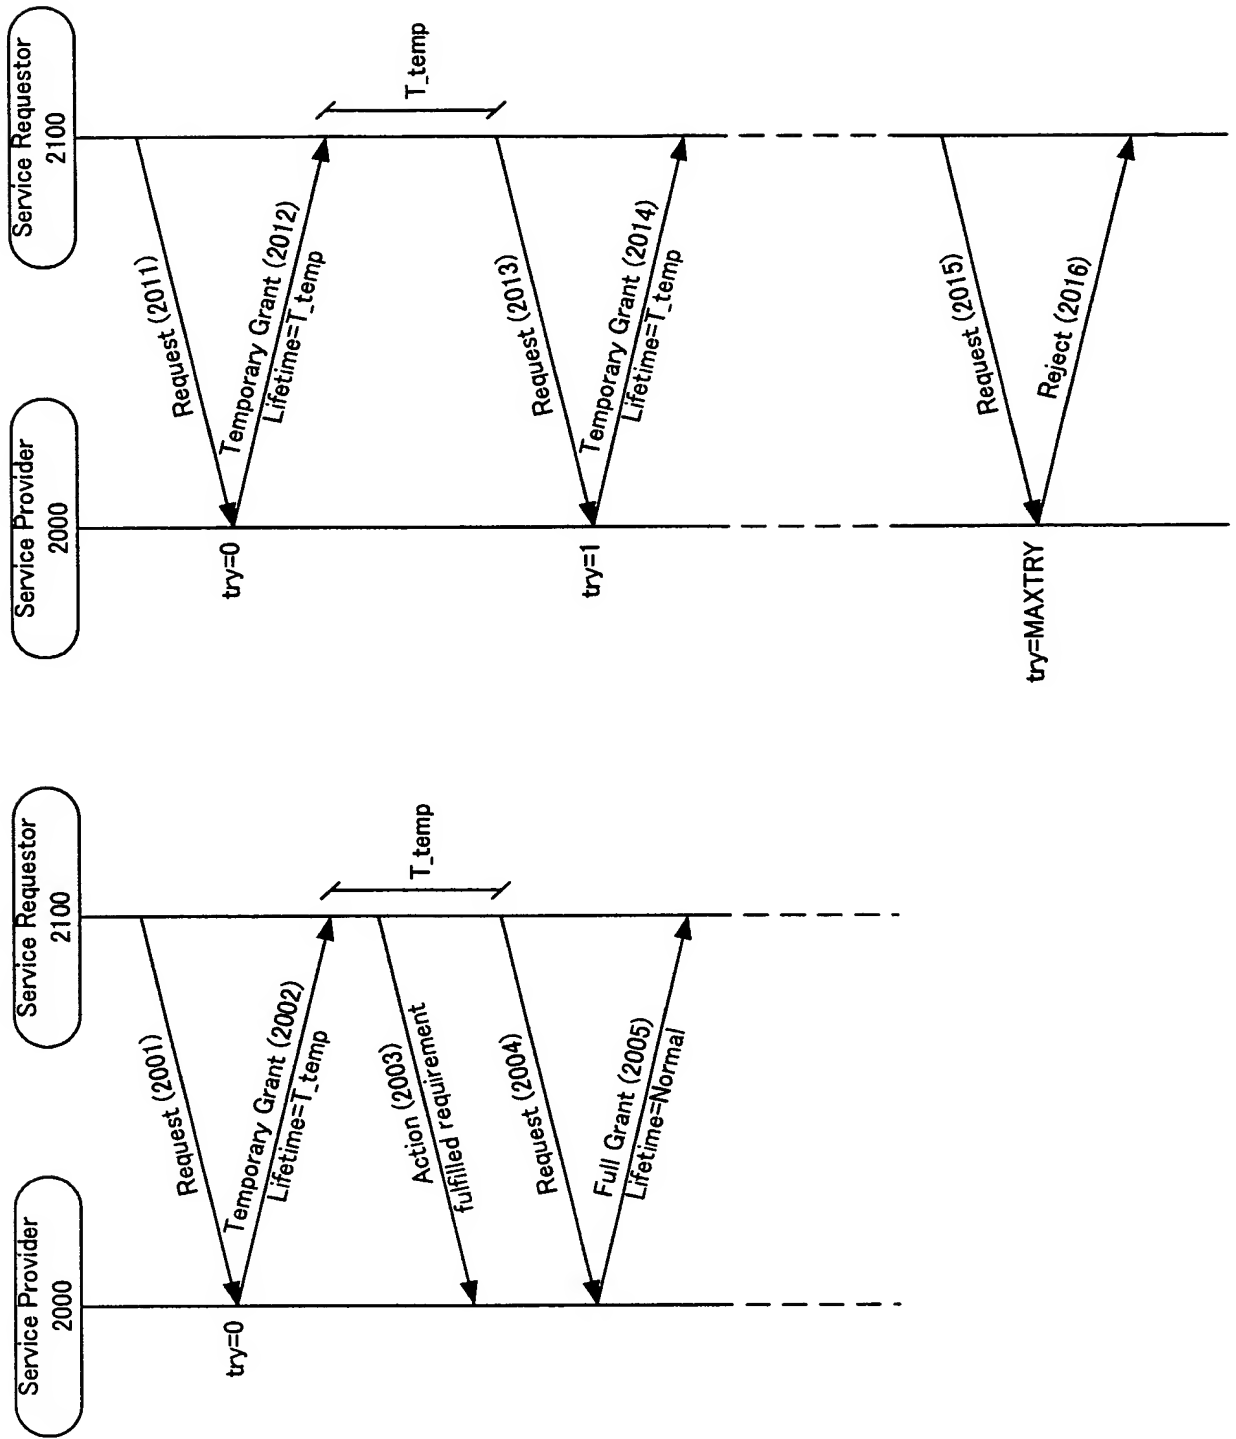 Service Provider
2000
Service Requestor
2100
try=0
Request (2001)
Temporary Grant (2002)
Lifetime=T_temp
T_temp
Action (2003)
fulfilled requirement
Request (2004)
Full Grant (2005)
Lifetime=Normal
Service Provider
2000
Service Requestor
2100
try=0
Request (2011)
Temporary Grant (2012)
Lifetime=T_temp
T_temp
try=1
Request (2013)
Temporary Grant (2014)
Lifetime=T_temp
try=MAXTRY
Request (2015)
Reject (2016)